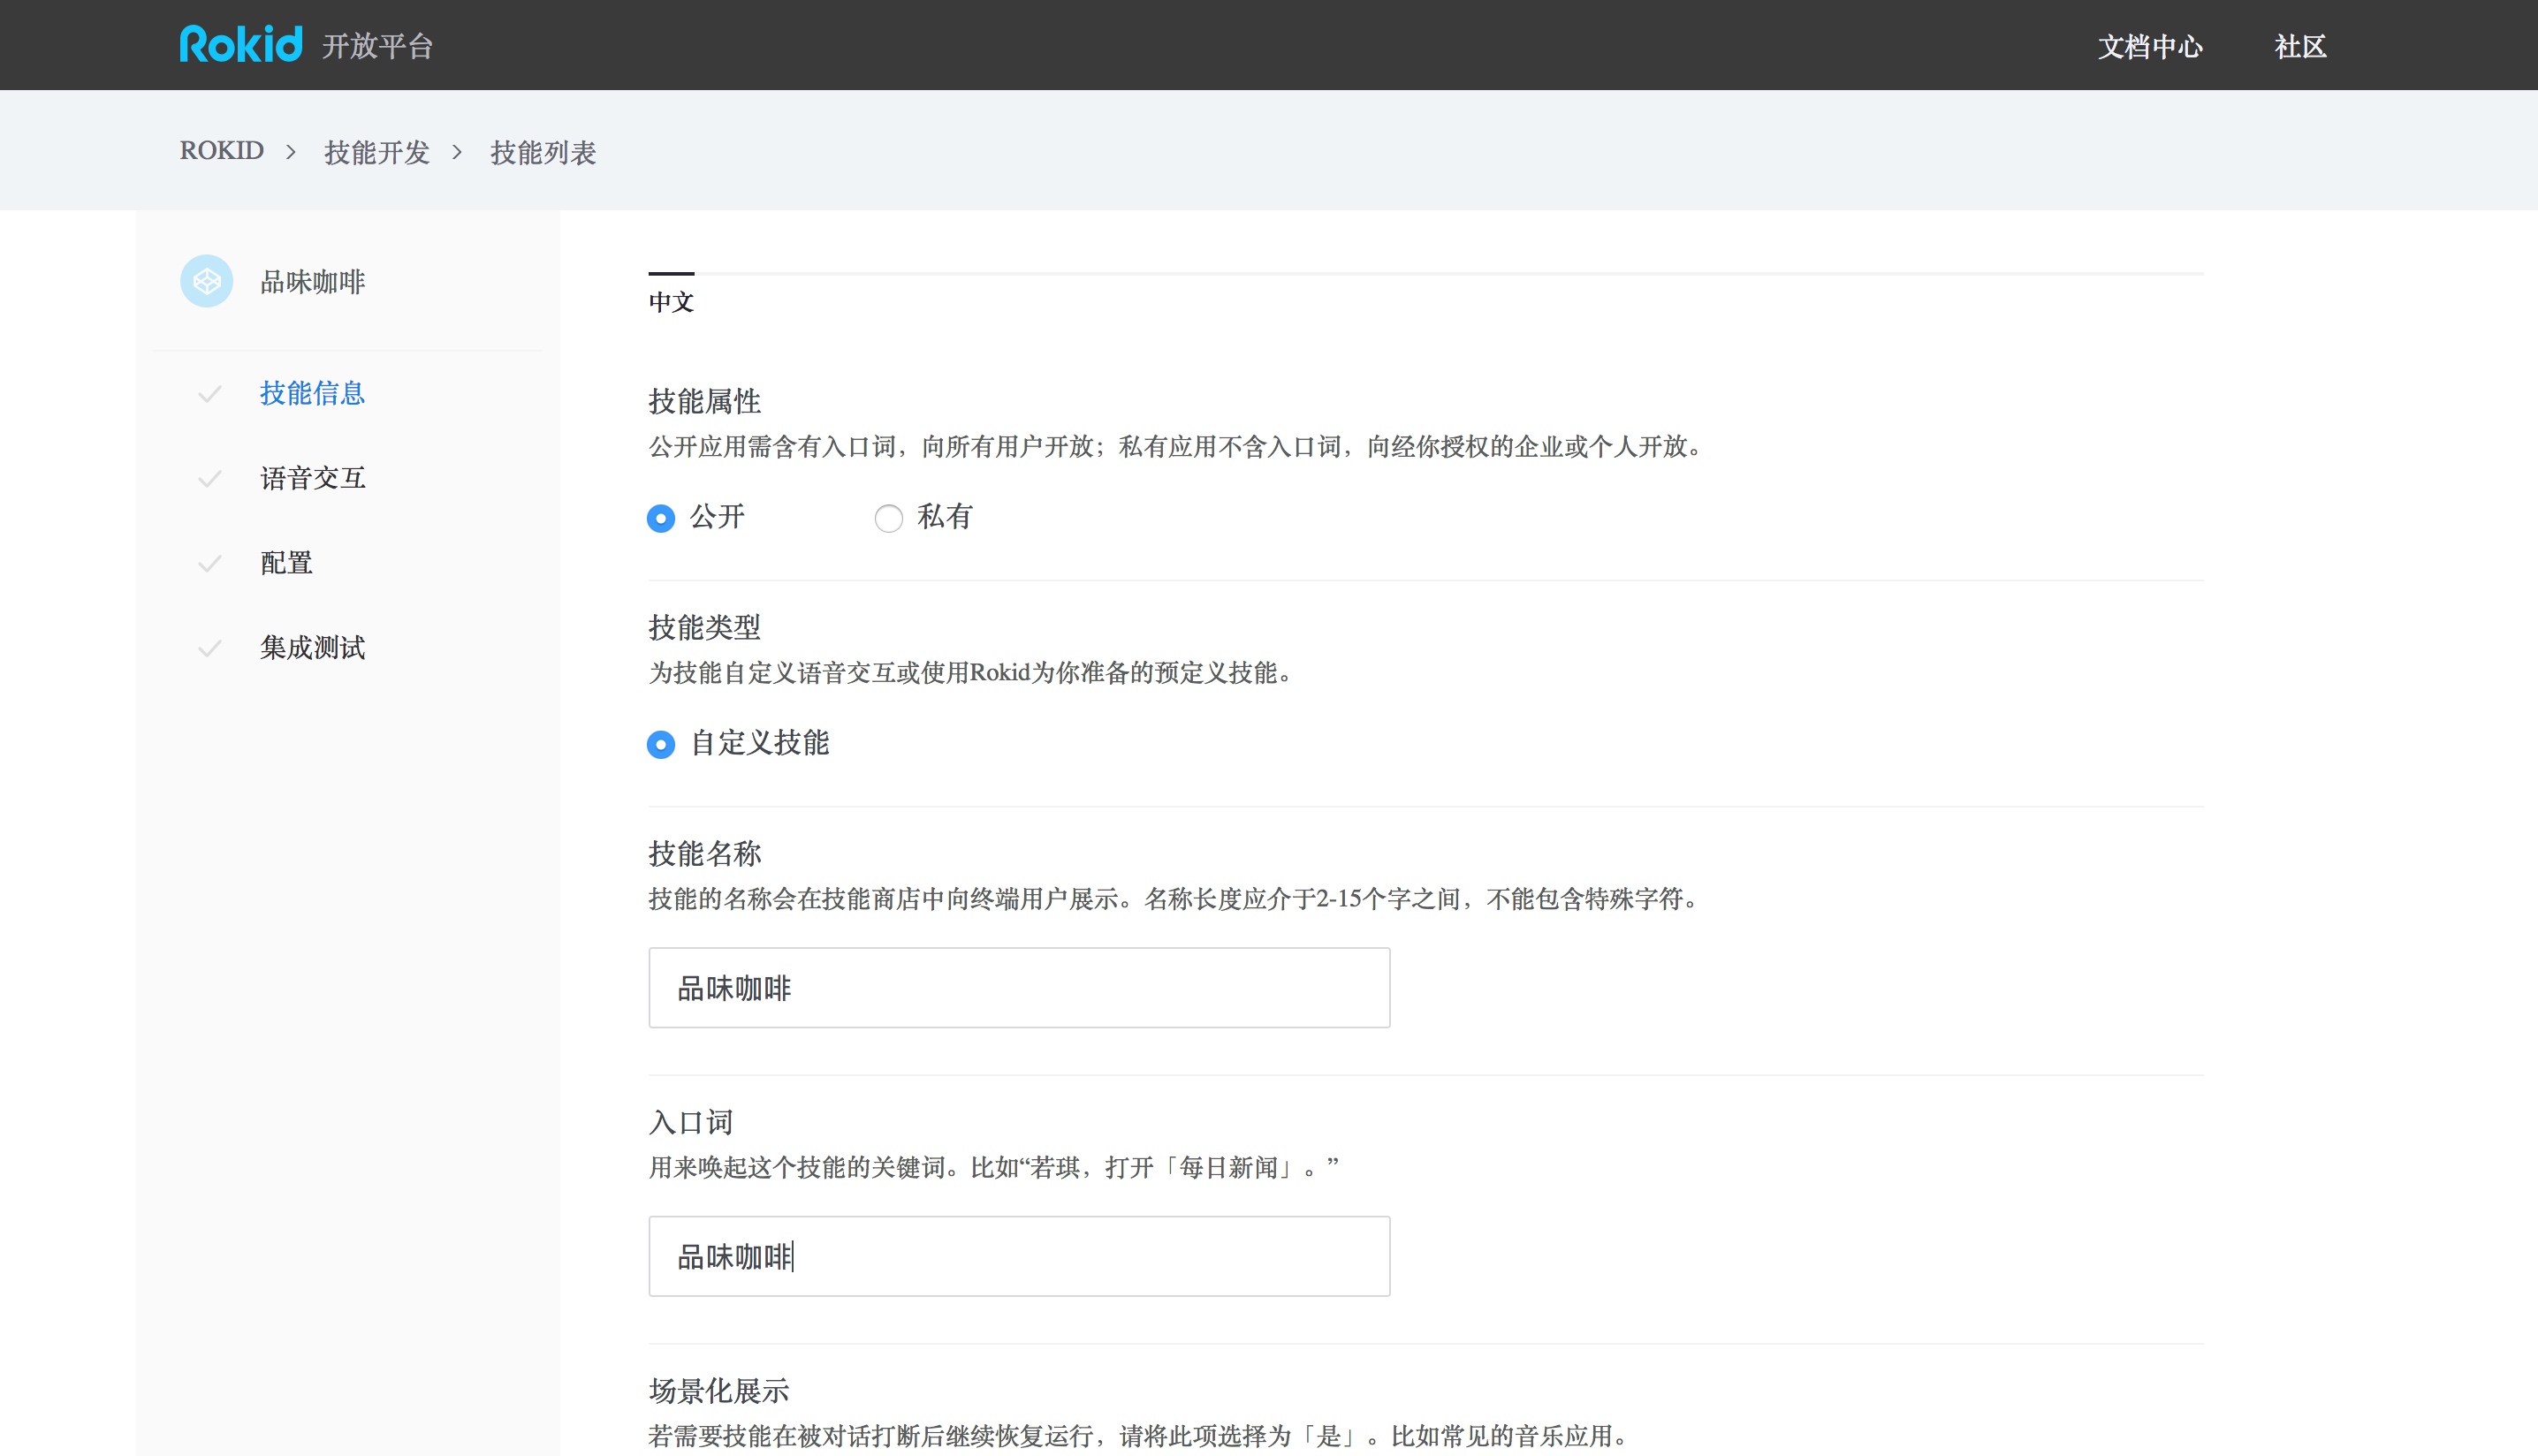 Rokid 开放平台 文档中心 社区
ROKID > 技能开发 > 技能列表
品味咖啡
技能信息
语音交互
配置
集成测试
中文
技能属性
公开应用需含有入口词，向所有用户开放；私有应用不含入口词，向经你授权的企业或个人开放。
公开 私有
技能类型
为技能自定义语音交互或使用Rokid为你准备的预定义技能。
自定义技能
技能名称
技能的名称会在技能商店中向终端用户展示。名称长度应介于2-15个字之间，不能包含特殊字符。
品味咖啡
入口词
用来唤起这个技能的关键词。比如“若琪，打开「每日新闻」。”
品味咖啡
场景化展示
若需要技能在被对话打断后继续恢复运行，请将此项选择为「是」。比如常见的音乐应用。